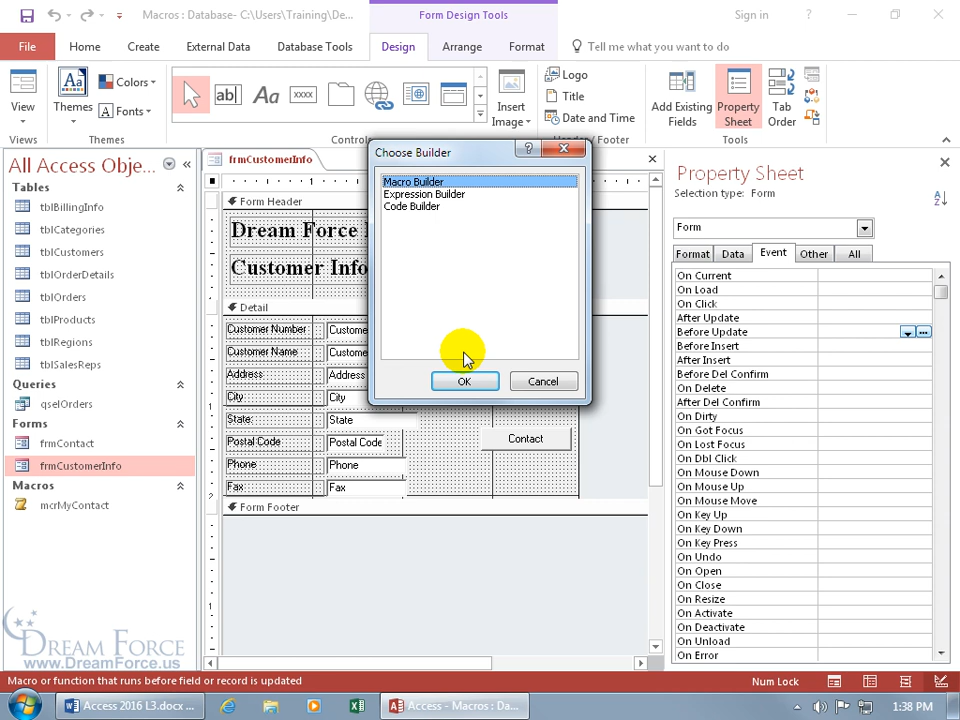 Macros : Database- C:\Users\Training\De...
Form Design Tools
Sign in
?
File
Home
Create
External Data
Database Tools
Design
Arrange
Format
Tell me what you want to do
View
Views
Themes
Aa
Colors
Fonts
Themes
ab|
Aa
xxxx
Controls
Insert
Image
Logo
Title
Date and Time
Header / Footer
Add Existing
Fields
Property
Sheet
Tab
Order
Tools
All Access Obje...
Tables
tblBillingInfo
tblCategories
tblCustomers
tblOrderDetails
tblOrders
tblProducts
tblRegions
tblSalesReps
Queries
qselOrders
Forms
frmContact
frmCustomerInfo
Macros
mcrMyContact
DREAM FORCE
www.DreamForce.us
frmCustomerInfo
Form Header
Dream Force
Customer Info
Detail
Customer Number
Custome
Customer Name
Custome
Address
Address
City
City
State:
State
Postal Code
Postal Code
Phone
Phone
Fax
Fax
Contact
Form Footer
Choose Builder
?
Macro Builder
Expression Builder
Code Builder
OK
Cancel
Property Sheet
Selection type: Form
Form
Format
Data
Event
Other
All
On Current
On Load
On Click
After Update
Before Update
Before Insert
After Insert
Before Del Confirm
On Delete
After Del Confirm
On Dirty
On Got Focus
On Lost Focus
On Dbl Click
On Mouse Down
On Mouse Up
On Mouse Move
On Key Up
On Key Down
On Key Press
On Undo
On Open
On Close
On Resize
On Activate
On Deactivate
On Unload
On Error
Macro or function that runs before field or record is updated
Num Lock
Access 2016 L3.docx ...
Access - Macros : Da...
1:38 PM